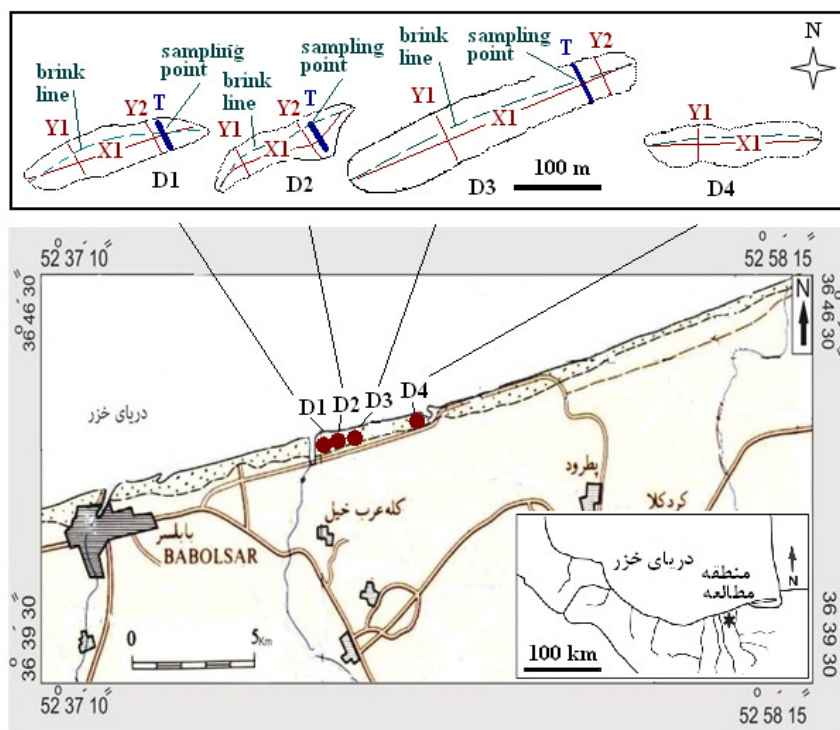 N
sampling point
sampling point
brink line
brink line
brink line
sampling point
T
Y2
Y1
X1
Y2
T
D1
Y1
Y2
T
X1
D2
Y1
X1
D3
100 m
Y1
X1
D4
52° 37´ 10˝
52° 58´ 15˝
36° 46´ 30˝
36° 46´ 30˝
N
D1 D2 D3 D4
دریای خزر
پطرود
کردکلا
کله عرب خیل
بابلسر
BABOLSAR
0 5Km
دریای خزر
منطقه
مطالعه
N
100 km
36° 39´ 30˝
36° 39´ 30˝
52° 37´ 10˝
52° 58´ 15˝